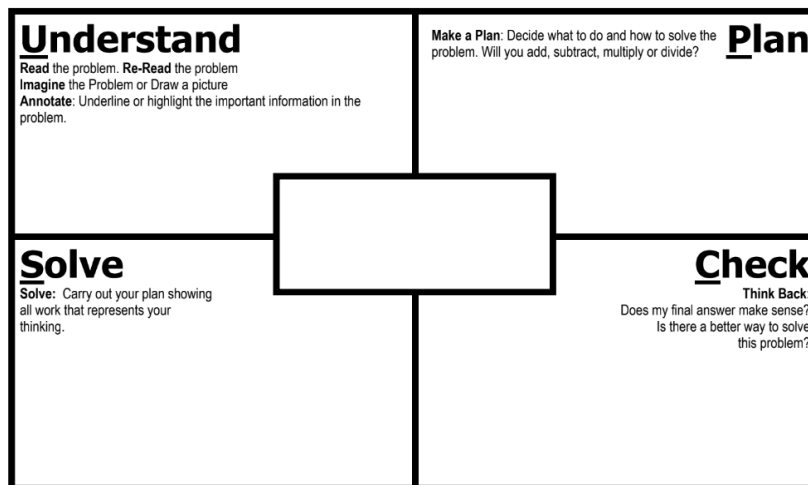 Understand
Read the problem. Re-Read the problem
Imagine the Problem or Draw a picture
Annotate: Underline or highlight the important information in the
problem.
Plan
Make a Plan: Decide what to do and how to solve the
problem. Will you add, subtract, multiply or divide?
Solve
Solve: Carry out your plan showing
all work that represents your
thinking.
Check
Think Back:
Does my final answer make sense?
Is there a better way to solve
this problem?